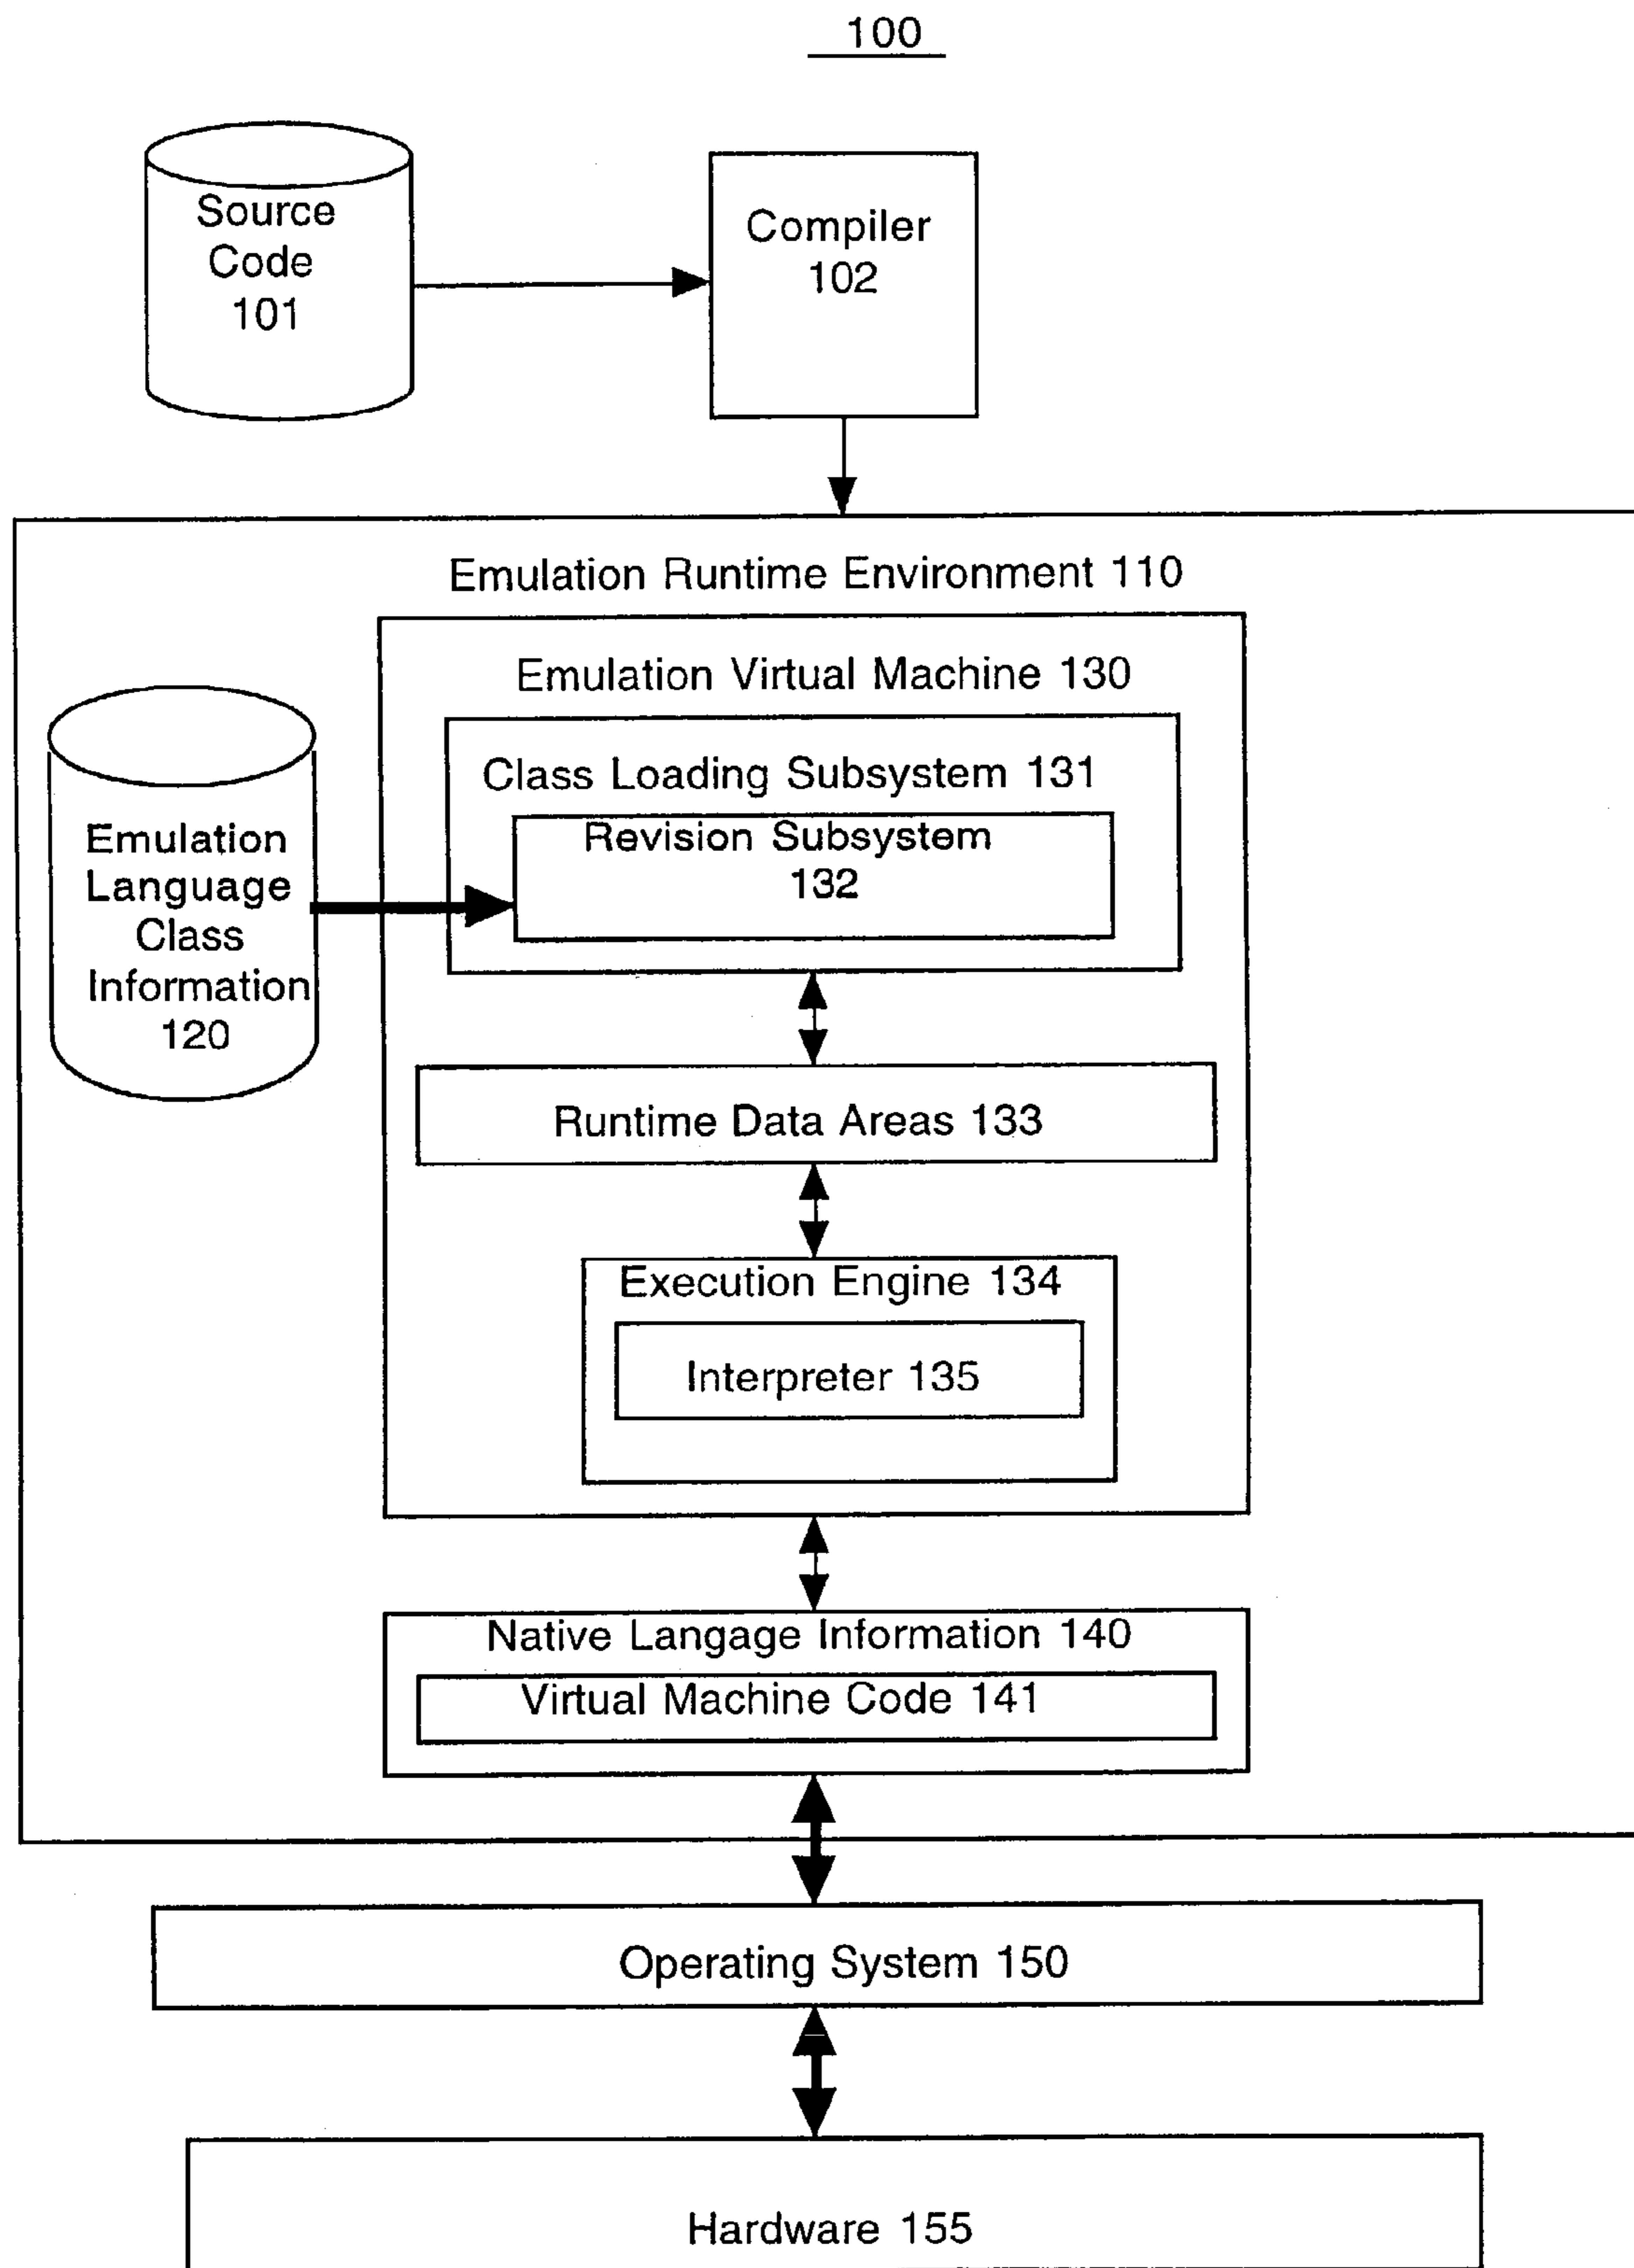 100
Source
Code
101
Compiler
102
Emulation Runtime Environment 110
Emulation Virtual Machine 130
Class Loading Subsystem 131
Revision Subsystem
132
Emulation
Language
Class
Information
120
Runtime Data Areas 133
Execution Engine 134
Interpreter 135
Native Langage Information 140
Virtual Machine Code 141
Operating System 150
Hardware 155